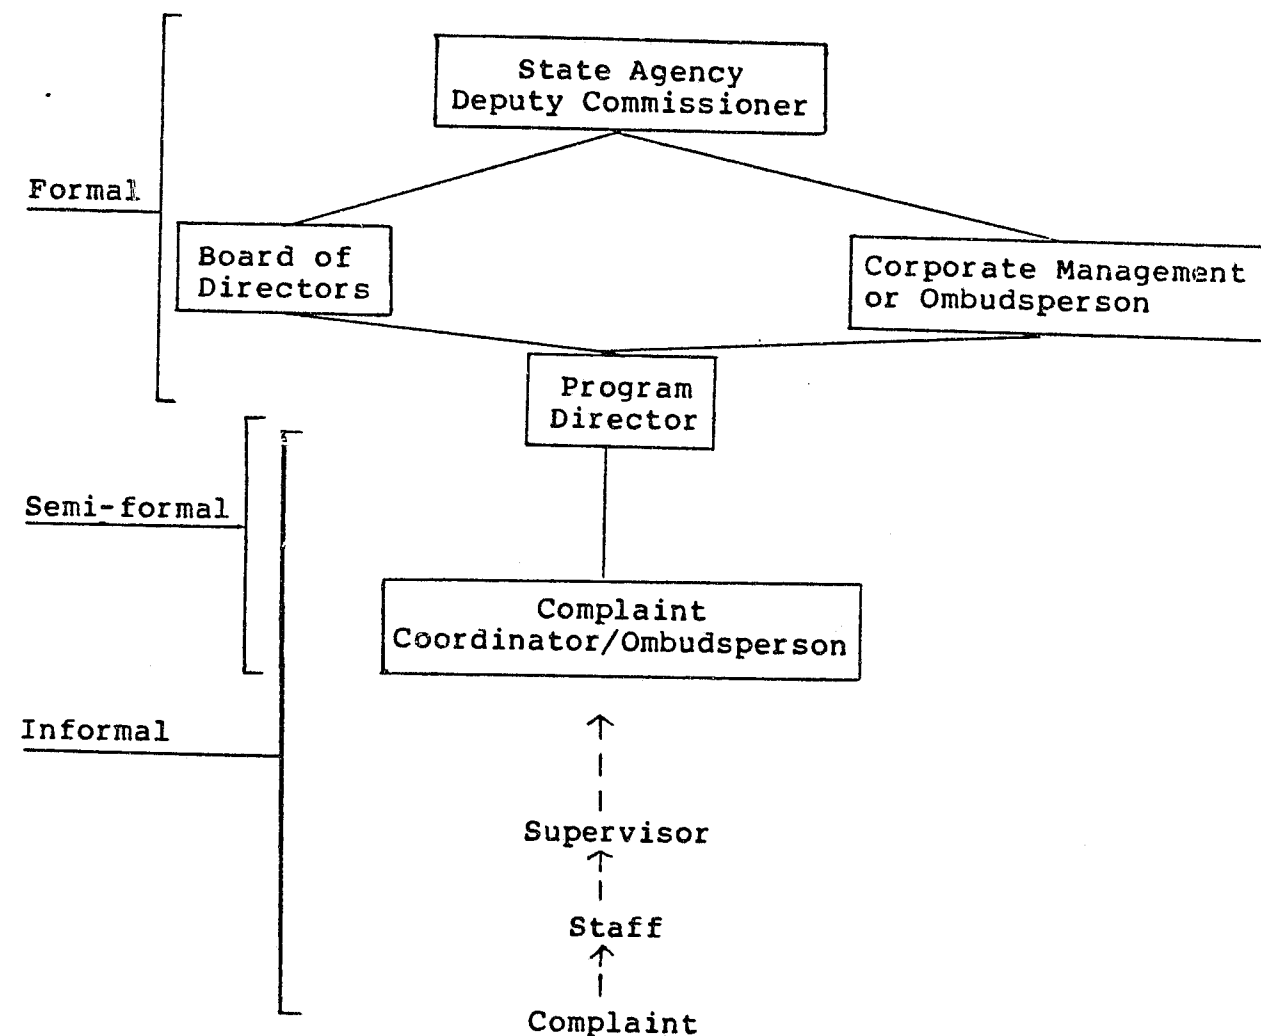 State Agency
Deputy Commissioner
Formal
Board of
Directors
Corporate Management
or Ombudsperson
Program
Director
Semi-formal
Complaint
Coordinator/Ombudsperson
Informal
Supervisor
Staff
Complaint